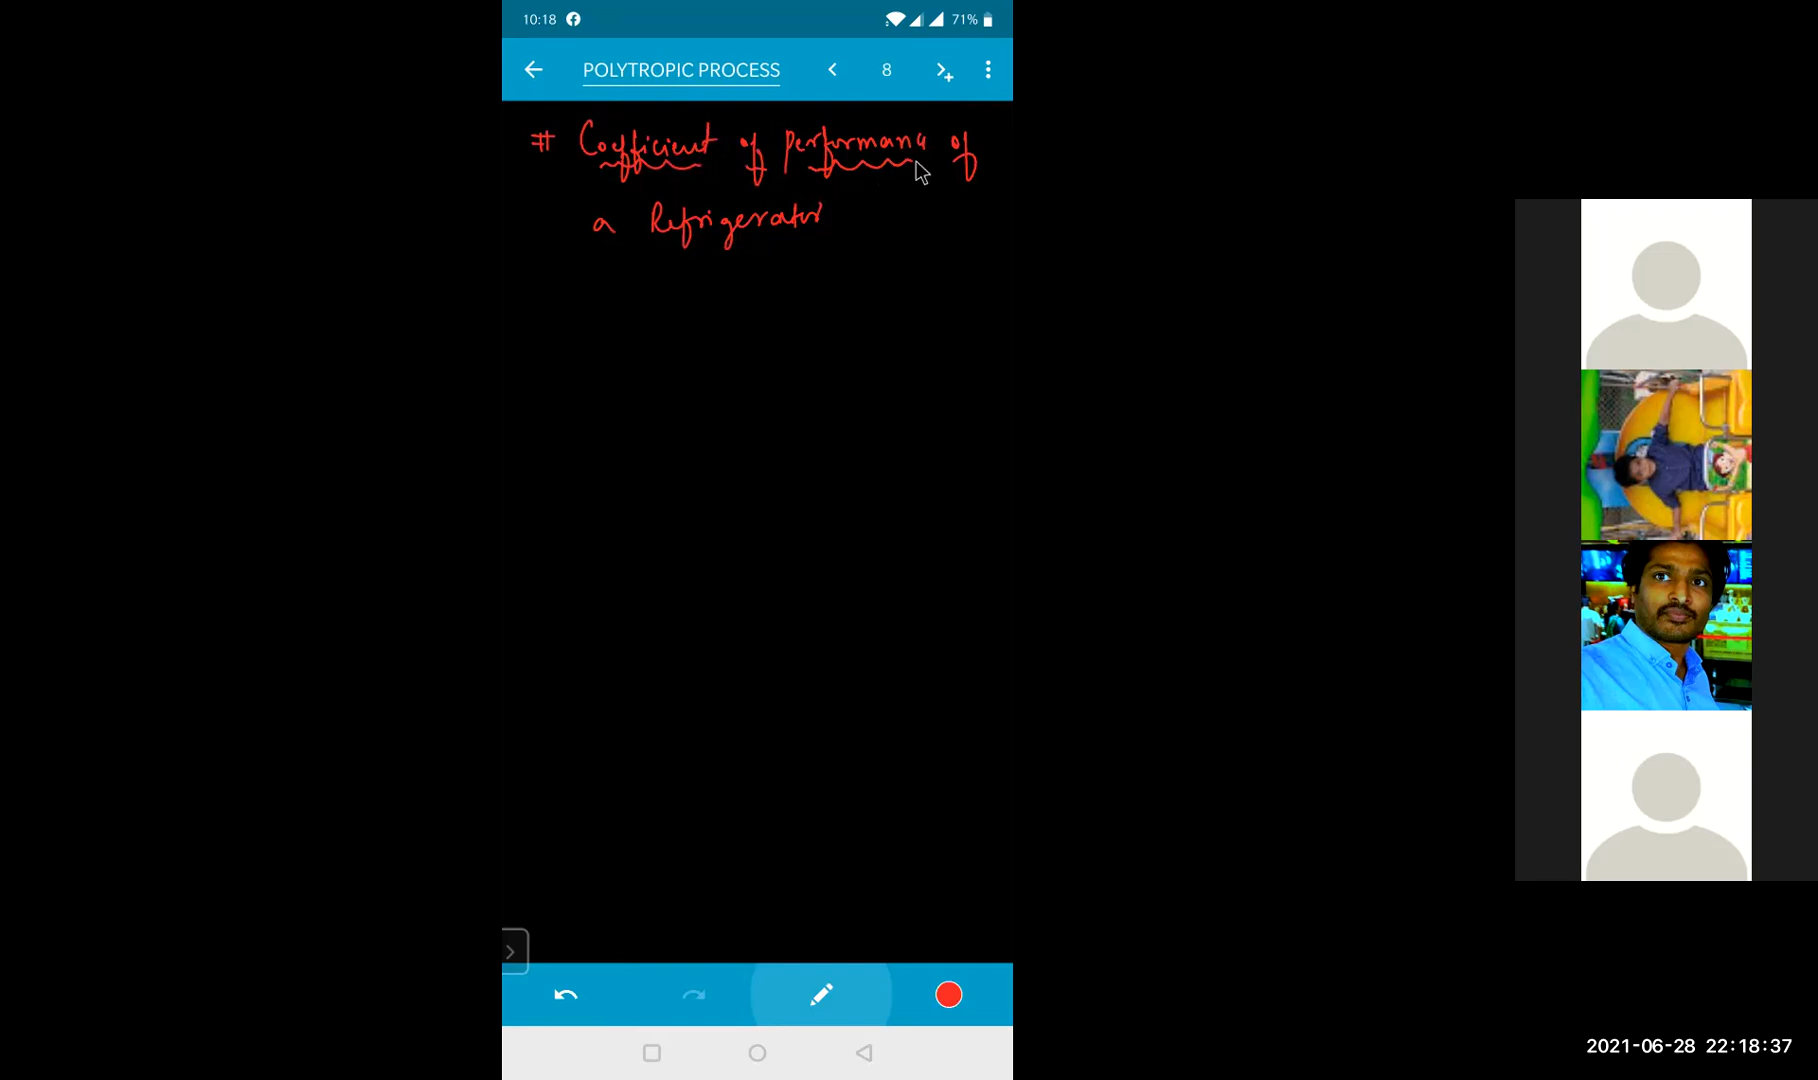 10:18 71%
POLYTROPIC PROCESS 8
# Coefficient of performance of
a Refrigerator
2021-06-28 22:18:37